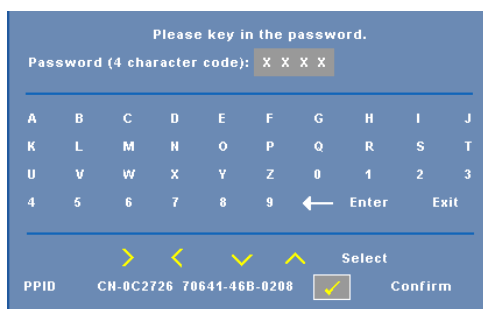 Please key in the password.
Password (4 character code): X X X X
A B C D E F G H I J
K L M N O P Q R S T
U V W X Y Z 0 1 2 3
4 5 6 7 8 9 Enter Exit
Select
PPID CN-0C2726 70641-46B-0208 Confirm